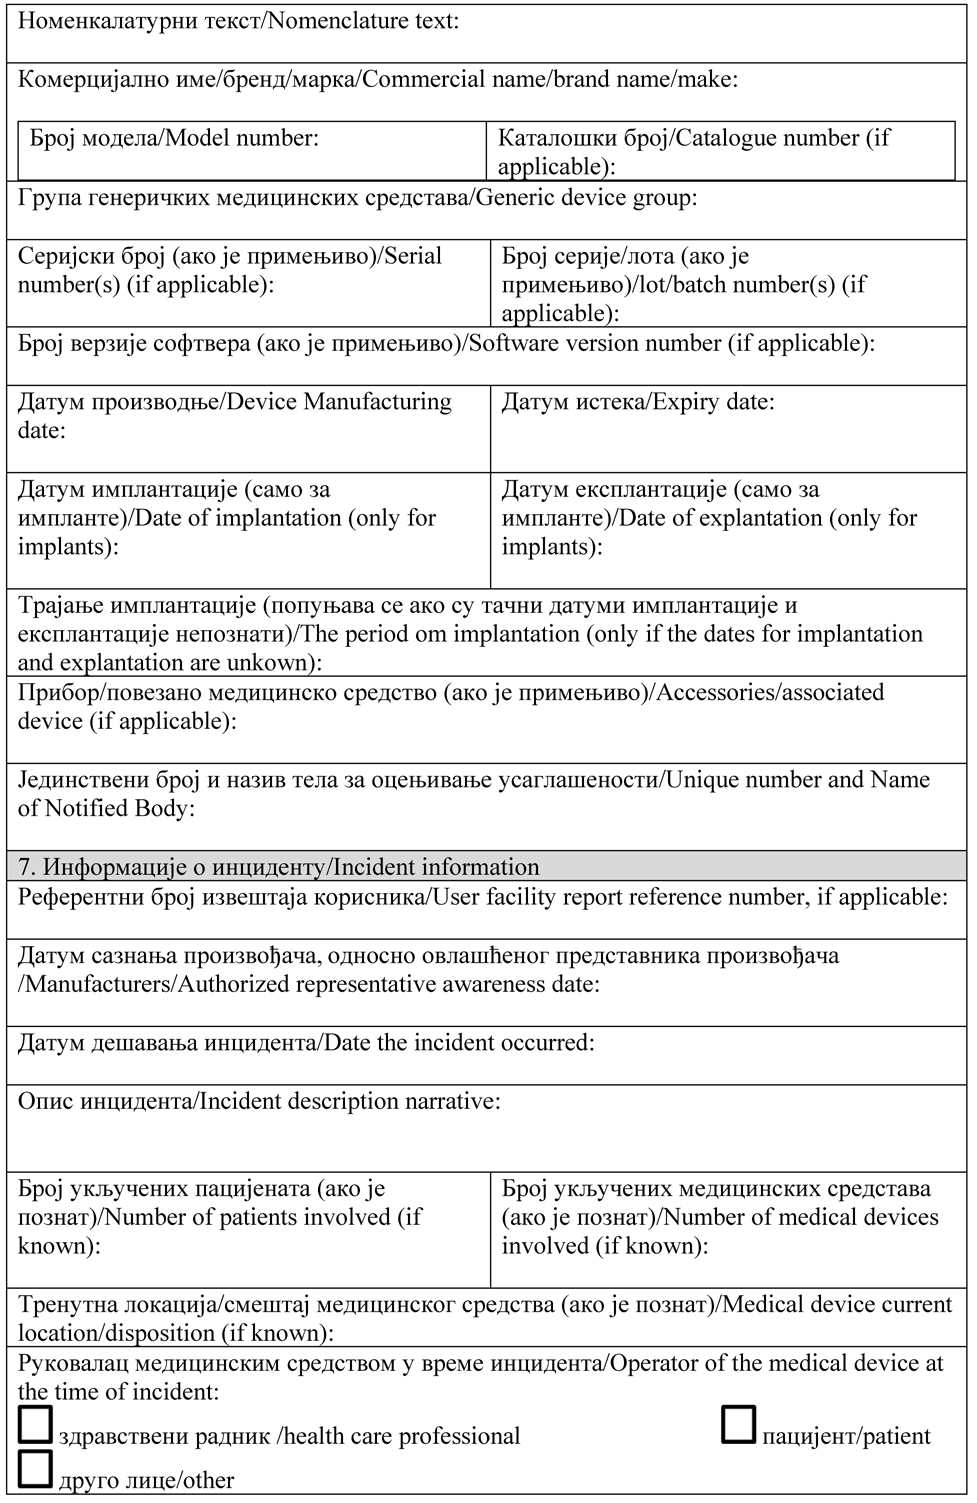 Номенкалатурни текст/Nomenclature text:
Комерцијално име/бренд/марка/Commercial name/brand name/make:
Број модела/Model number:
Каталошки број/Catalogue number (if
applicable):
Група генеричких медицинских средстава/Generic device group:
Серијски број (ако је примењиво)/Serial
number(s) (if applicable):
Број серије/лота (ако је
примењиво)/lot/batch number(s) (if
applicable):
Број верзије софтвера (ако је примењиво)/Software version number (if applicable):
Датум производње/Device Manufacturing
date:
Датум истека/Expiry date:
Датум имплантације (само за
импланте)/Date of implantation (only for
implants):
Датум експлантације (само за
импланте)/Date of explantation (only for
implants):
Трајање имплантације (попуњава се ако су тачни датуми имплантације и
експлантације непознати)/The period om implantation (only if the dates for implantation
and explantation are unkown):
Прибор/повезано медицинско средство (ако је примењиво)/Accessories/associated
device (if applicable):
Јединствени број и назив тела за оцењивање усаглашености/Unique number and Name
of Notified Body:
7. Информације о инциденту/Incident information
Референтни број извештаја корисника/User facility report reference number, if applicable:
Датум сазнања произвођача, односно овлашћеног представника произвођача
/Manufacturers/Authorized representative awareness date:
Датум дешавања инцидента/Date the incident occurred:
Опис инцидента/Incident description narrative:
Број укључених пацијената (ако је
познат)/Number of patients involved (if
known):
Број укључених медицинских средстава
(ако је познат)/Number of medical devices
involved (if known):
Тренутна локација/смештај медицинског средства (ако је познат)/Medical device current
location/disposition (if known):
Руковалац медицинским средством у време инцидента/Operator of the medical device at
the time of incident:
здравствени радник /health care professional
пацијент/patient
друго лице/other